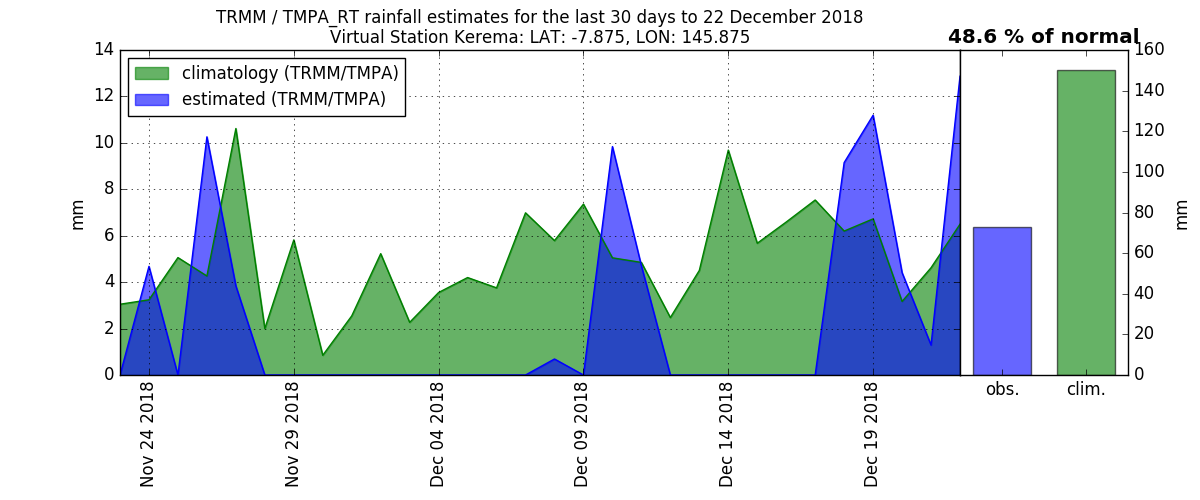 TRMM / TMPA_RT rainfall estimates for the last 30 days to 22 December 2018
Virtual Station Kerema: LAT: -7.875, LON: 145.875
48.6 % of normal
climatology (TRMM/TMPA)
estimated (TRMM/TMPA)
14
12
10
8
6
4
2
0
mm
Nov 24 2018
Nov 29 2018
Dec 04 2018
Dec 09 2018
Dec 14 2018
Dec 19 2018
obs.
clim.
160
140
120
100
80
60
40
20
0
mm